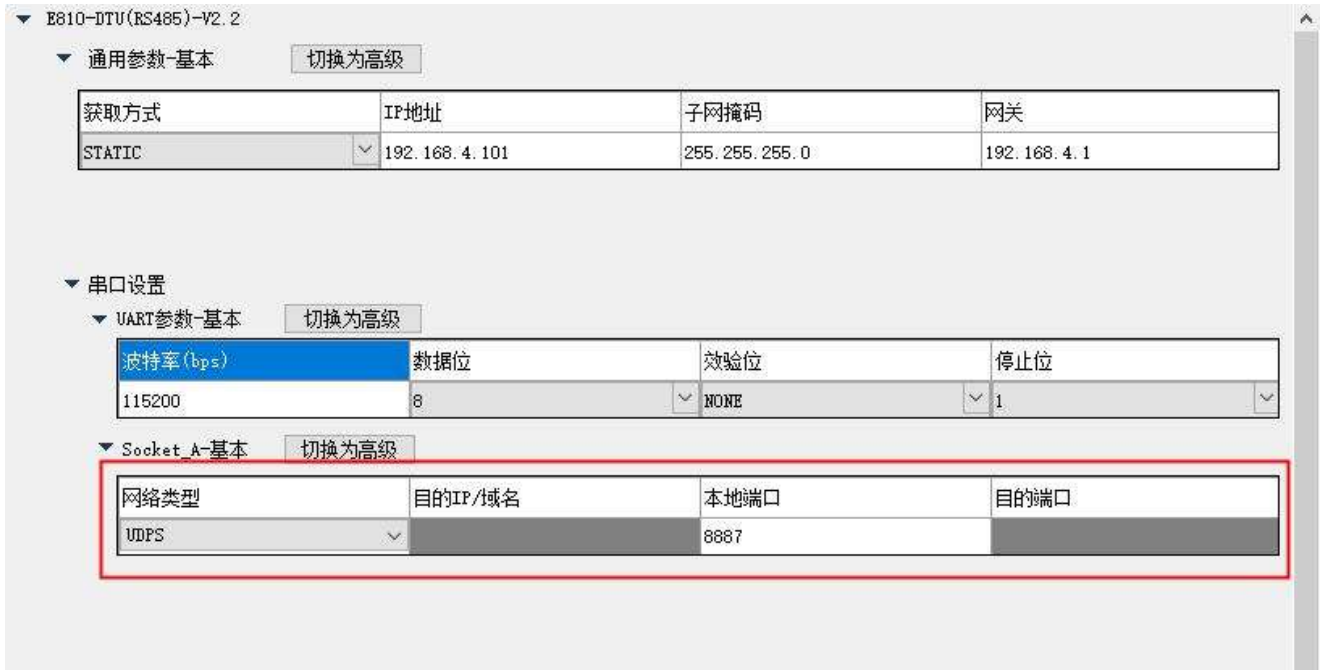 E810-DTU(RS485)-V2.2
通用参数-基本 切换为高级
获取方式 IP地址 子网掩码 网关
STATIC 192.168.4.101 255.255.255.0 192.168.4.1
串口设置
UART参数-基本 切换为高级
波特率(bps) 数据位 效验位 停止位
115200 8 NONE 1
Socket_A-基本 切换为高级
网络类型 目的IP/域名 本地端口 目的端口
UDPS 8887